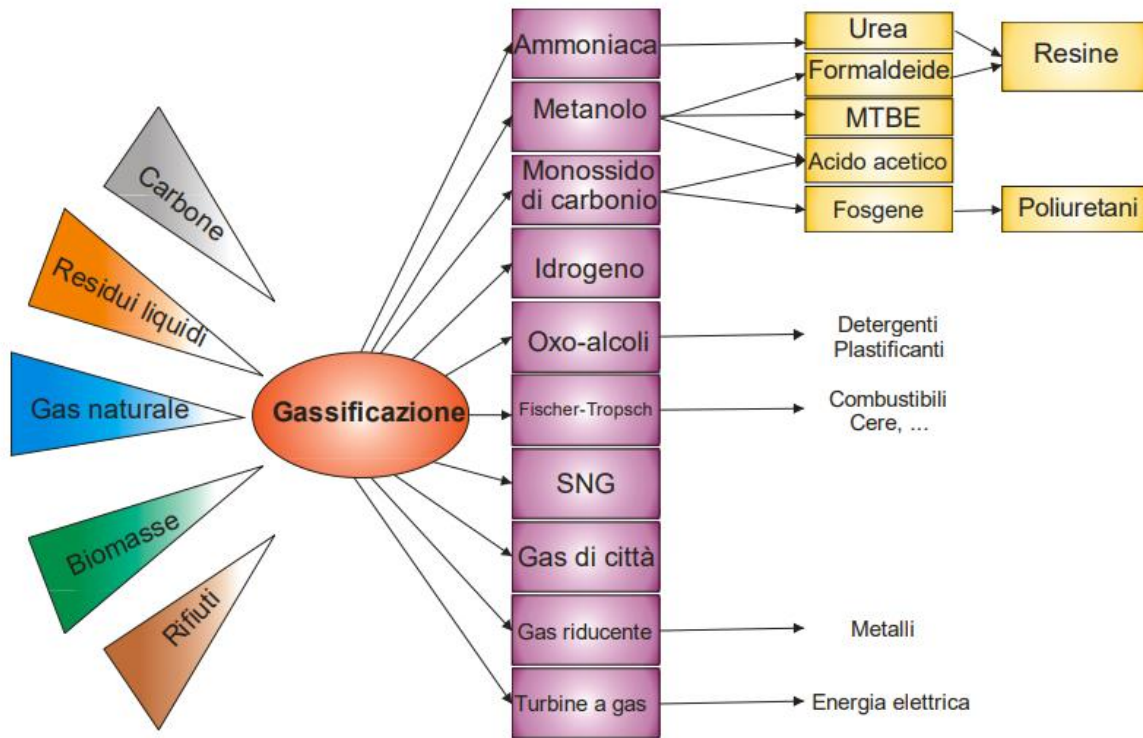 Carbone
Residui liquidi
Gas naturale
Biomasse
Rifiuti
Gassificazione
Ammoniaca
Metanolo
Monossido
di carbonio
Idrogeno
Oxo-alcoli
Fischer-Tropsch
SNG
Gas di città
Gas riducente
Turbine a gas
Urea
Formaldeide
MTBE
Acido acetico
Fosgene
Resine
Poliuretani
Detergenti
Plastificanti
Combustibili
Cere, ...
Metalli
Energia elettrica